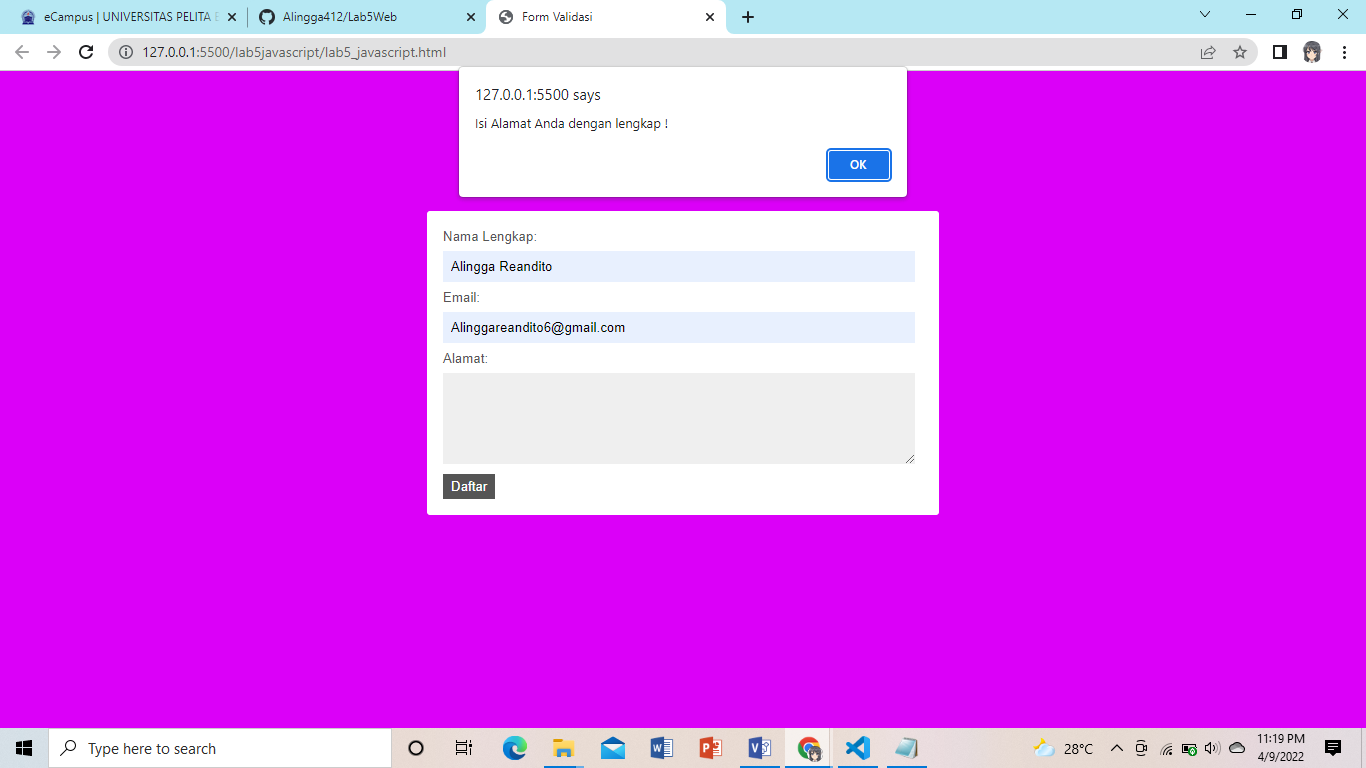 eCampus | UNIVERSITAS PELITA
Alingga412/Lab5Web
Form Validasi
127.0.0.1:5500/lab5javascript/lab5_javascript.html
127.0.0.1:5500 says
Isi Alamat Anda dengan lengkap !
OK
Nama Lengkap:
Alingga Reandito
Email:
Alinggareandito6@gmail.com
Alamat:
Daftar
Type here to search
28°C
11:19 PM
4/9/2022